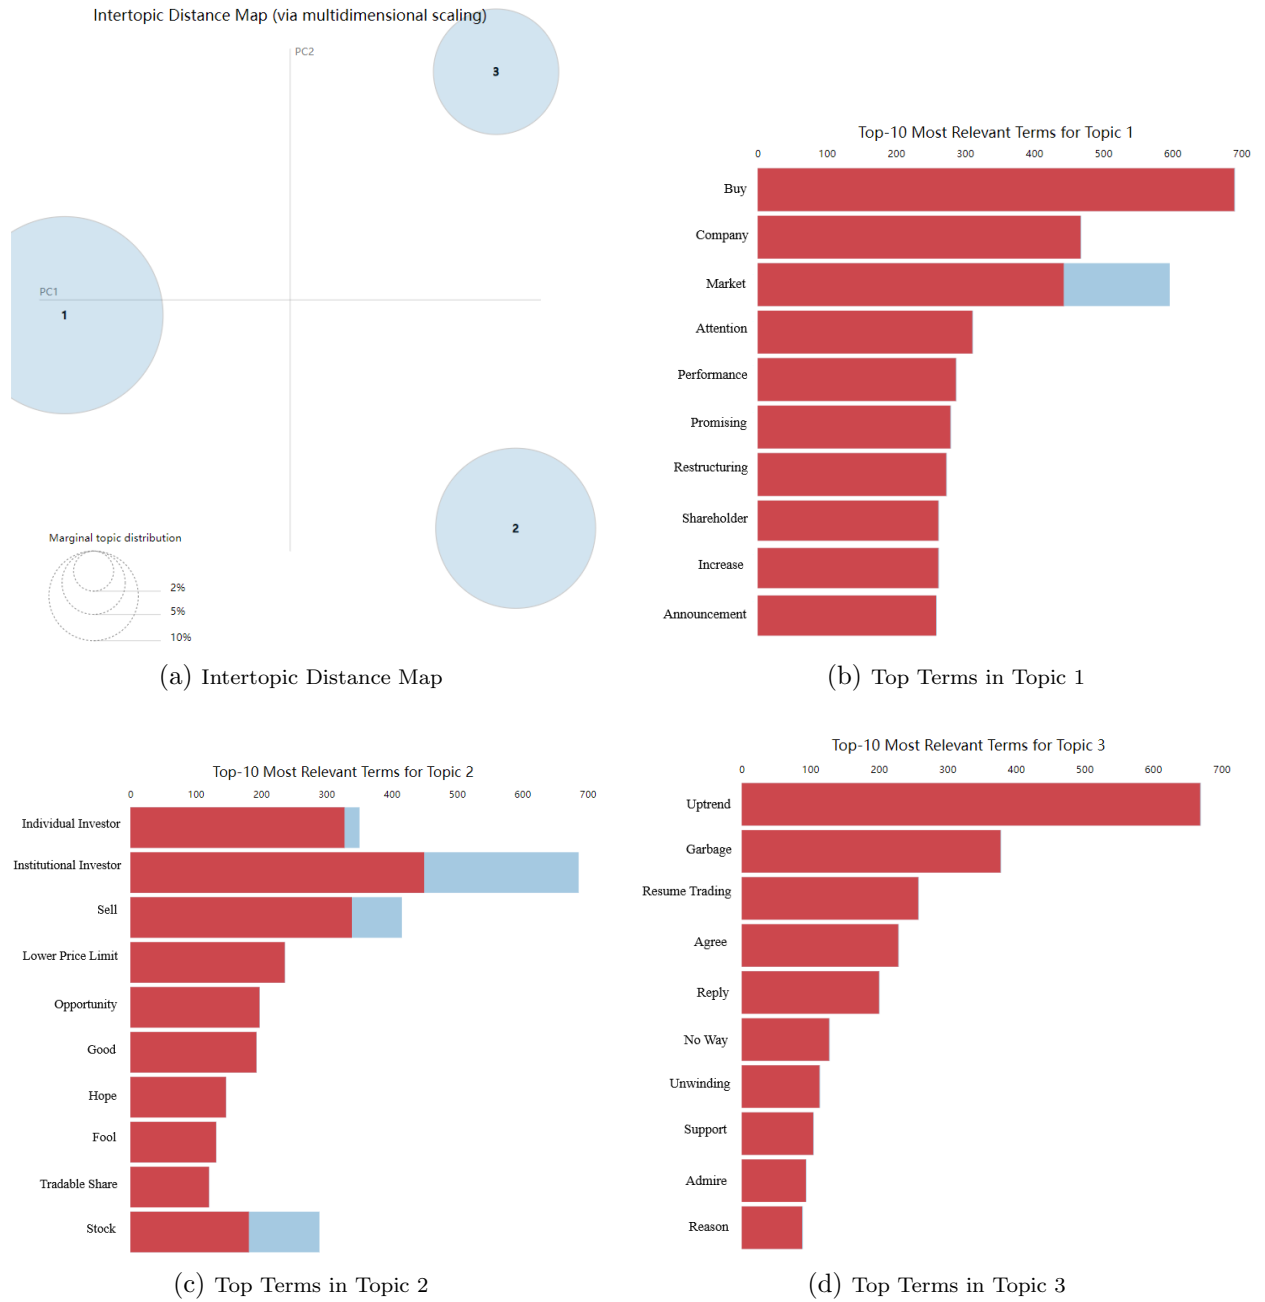 Intertopic Distance Map (via multidimensional scaling)
PC2
3
PC1
1
2
Marginal topic distribution
2%
5%
10%
(a) Intertopic Distance Map
Top-10 Most Relevant Terms for Topic 1
0 100 200 300 400 500 600 700
Buy
Company
Market
Attention
Performance
Promising
Restructuring
Shareholder
Increase
Announcement
(b) Top Terms in Topic 1
Top-10 Most Relevant Terms for Topic 2
0 100 200 300 400 500 600 700
Individual Investor
Institutional Investor
Sell
Lower Price Limit
Opportunity
Good
Hope
Fool
Tradable Share
Stock
(c) Top Terms in Topic 2
Top-10 Most Relevant Terms for Topic 3
0 100 200 300 400 500 600 700
Uptrend
Garbage
Resume Trading
Agree
Reply
No Way
Unwinding
Support
Admire
Reason
(d) Top Terms in Topic 3